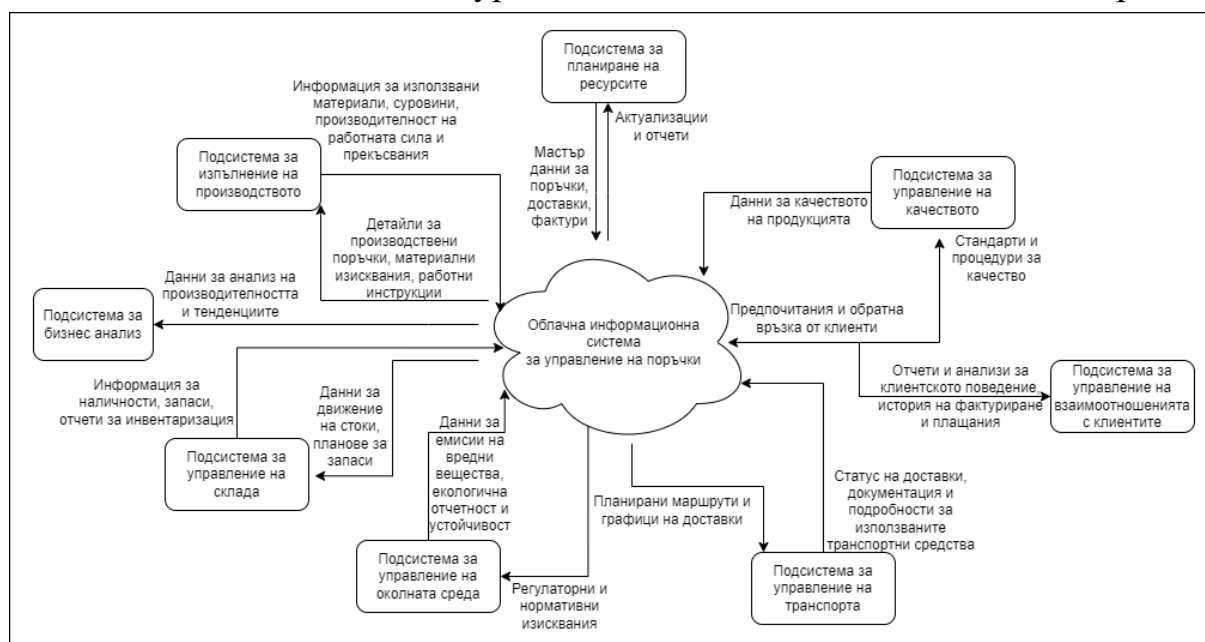 Подсистема за
планиране на
ресурсите
Информация за използвани
материали, суровини,
производителност на
работната сила и
прекъсвания
Актуализации
и отчети
Мастър
данни за
поръчки,
доставки,
фактури
Подсистема за
изпълнение на
производството
Подсистема за
управление на
качеството
Данни за качеството
на продукцията
Детайли за
производствени
поръчки, материални
изисквания, работни
инструкции
Стандарти и
процедури за
качество
Данни за анализ на
производителността
и тенденциите
Подсистема за
бизнес анализ
Облачна информационна
система
за управление на поръчки
Предпочитания и обратна
връзка от клиенти
Информация за
наличности, запаси,
отчети за инвентаризация
Данни за
движение
на стоки,
планове за
запаси
Отчети и анализи за
клиентското поведение,
история на фактуриране
и плащания
Подсистема за
управление на
взаимоотношенията
с клиентите
Данни за
емисии на
вредни
вещества,
екологична
отчетност и
устойчивост
Подсистема за
управление на
склада
Планирани маршрути и
графици на доставки
Статус на доставки,
документация и
подробности за
използваните
транспортни средства
Подсистема за
управление на
околната среда
Регулаторни и
нормативни
изисквания
Подсистема за
управление на
транспорта